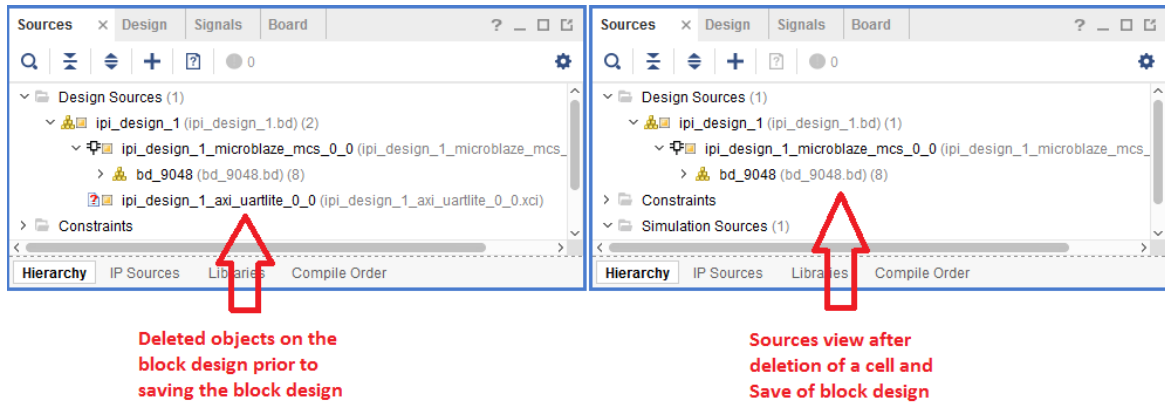 Sources × Design Signals Board ? _
0
Design Sources (1)
ipi_design_1 (ipi_design_1.bd) (2)
ipi_design_1_microblaze_mcs_0_0 (ipi_design_1_microblaze_mcs_
bd_9048 (bd_9048.bd) (8)
ipi_design_1_axi_uartlite_0_0 (ipi_design_1_axi_uartlite_0_0.xci)
Constraints
Hierarchy IP Sources Libraries Compile Order
Deleted objects on the
block design prior to
saving the block design
Sources × Design Signals Board ? _
0
Design Sources (1)
ipi_design_1 (ipi_design_1.bd) (1)
ipi_design_1_microblaze_mcs_0_0 (ipi_design_1_microblaze_mcs_
bd_9048 (bd_9048.bd) (8)
Constraints
Simulation Sources (1)
Hierarchy IP Sources Libraries Compile Order
Sources view after
deletion of a cell and
Save of block design